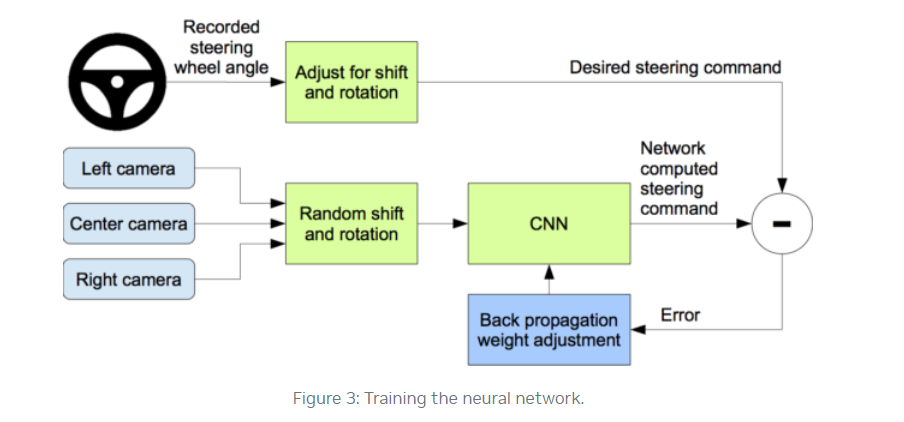 Recorded
steering
wheel angle
Adjust for shift
and rotation
Desired steering command
Left camera
Center camera
Right camera
Random shift
and rotation
CNN
Network
computed
steering
command
-
Back propagation
weight adjustment
Error
Figure 3: Training the neural network.